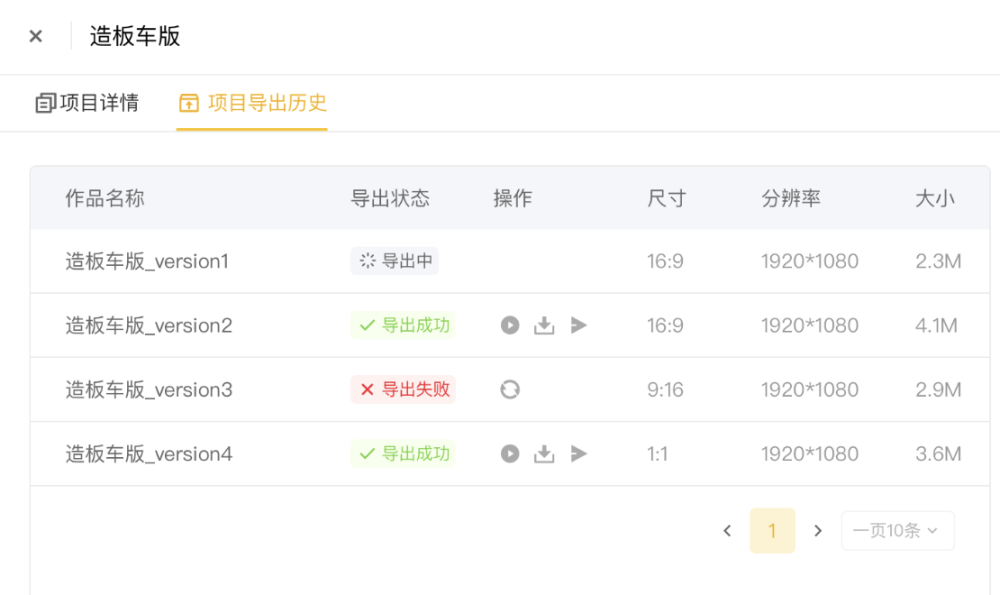 造板车版
项目详情 项目导出历史
作品名称 导出状态 操作 尺寸 分辨率 大小
造板车版_version1 导出中 16:9 1920*1080 2.3M
造板车版_version2 导出成功 16:9 1920*1080 4.1M
造板车版_version3 导出失败 9:16 1920*1080 2.9M
造板车版_version4 导出成功 1:1 1920*1080 3.6M
1 一页10条